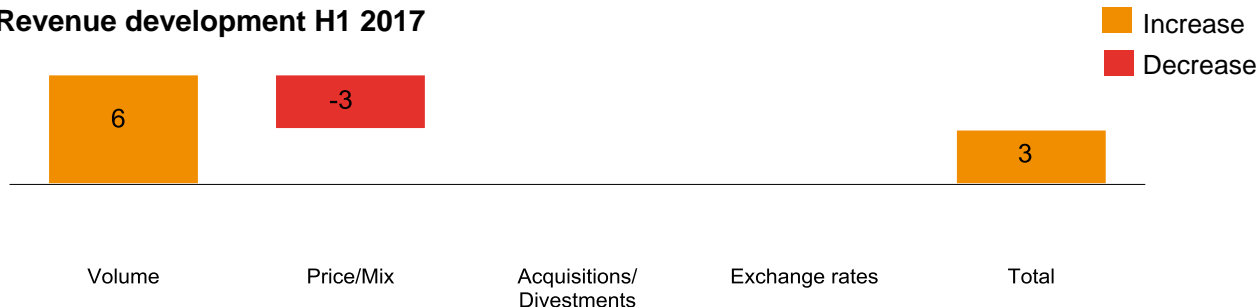 Revenue development H1 2017
Increase
Decrease
6
-3
3
Volume
Price/Mix
Acquisitions/
Divestments
Exchange rates
Total